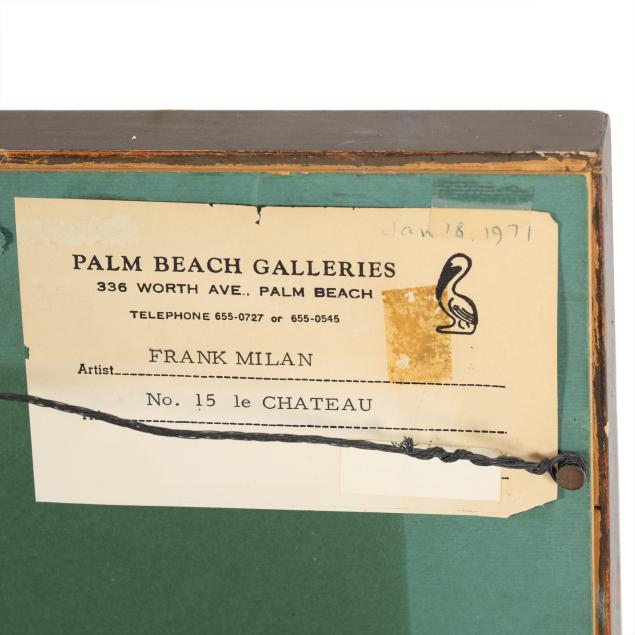 Jan 18, 1971
PALM BEACH GALLERIES
336 WORTH AVE., PALM BEACH
TELEPHONE 655-0727 or 655-0545
Artist FRANK MILAN
No. 15 le CHATEAU